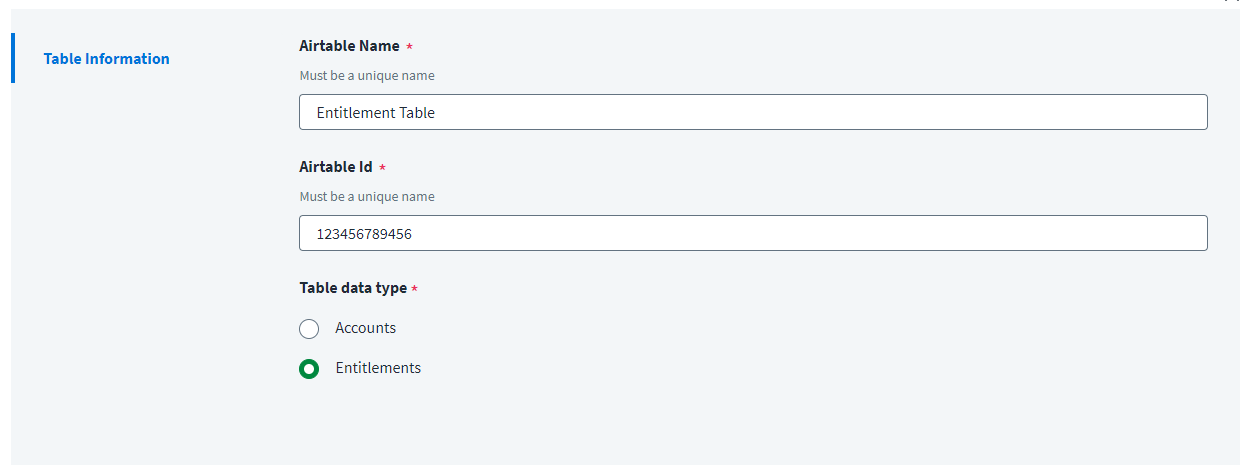 Table Information
Airtable Name *
Must be a unique name
Entitlement Table
Airtable Id *
Must be a unique name
123456789456
Table data type *
Accounts
Entitlements